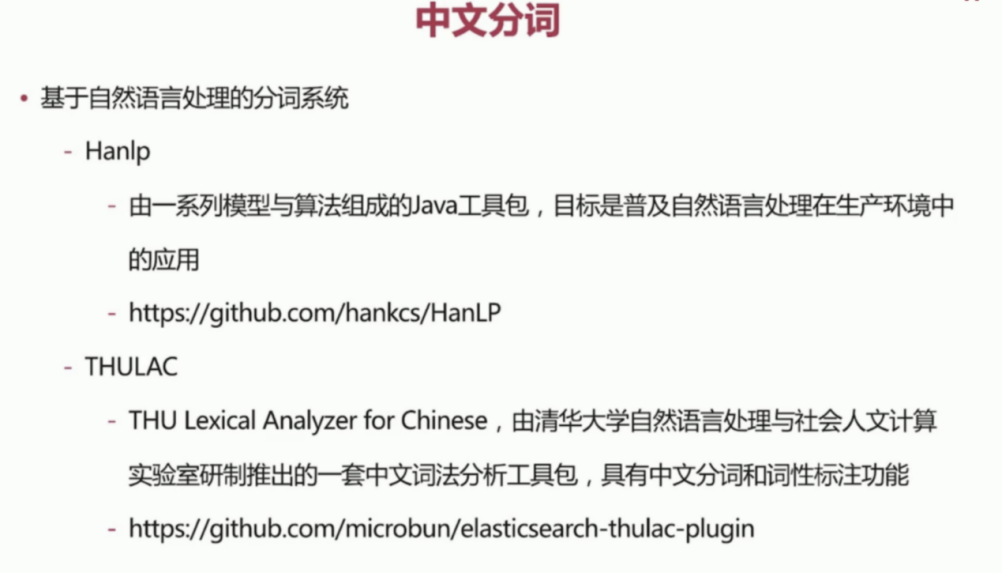 中文分词
• 基于自然语言处理的分词系统
- Hanlp
- 由一系列模型与算法组成的Java工具包，目标是普及自然语言处理在生产环境中
的应用
- https://github.com/hankcs/HanLP
- THULAC
- THU Lexical Analyzer for Chinese，由清华大学自然语言处理与社会人文计算
实验室研制推出的一套中文词法分析工具包，具有中文分词和词性标注功能
- https://github.com/microbun/elasticsearch-thulac-plugin